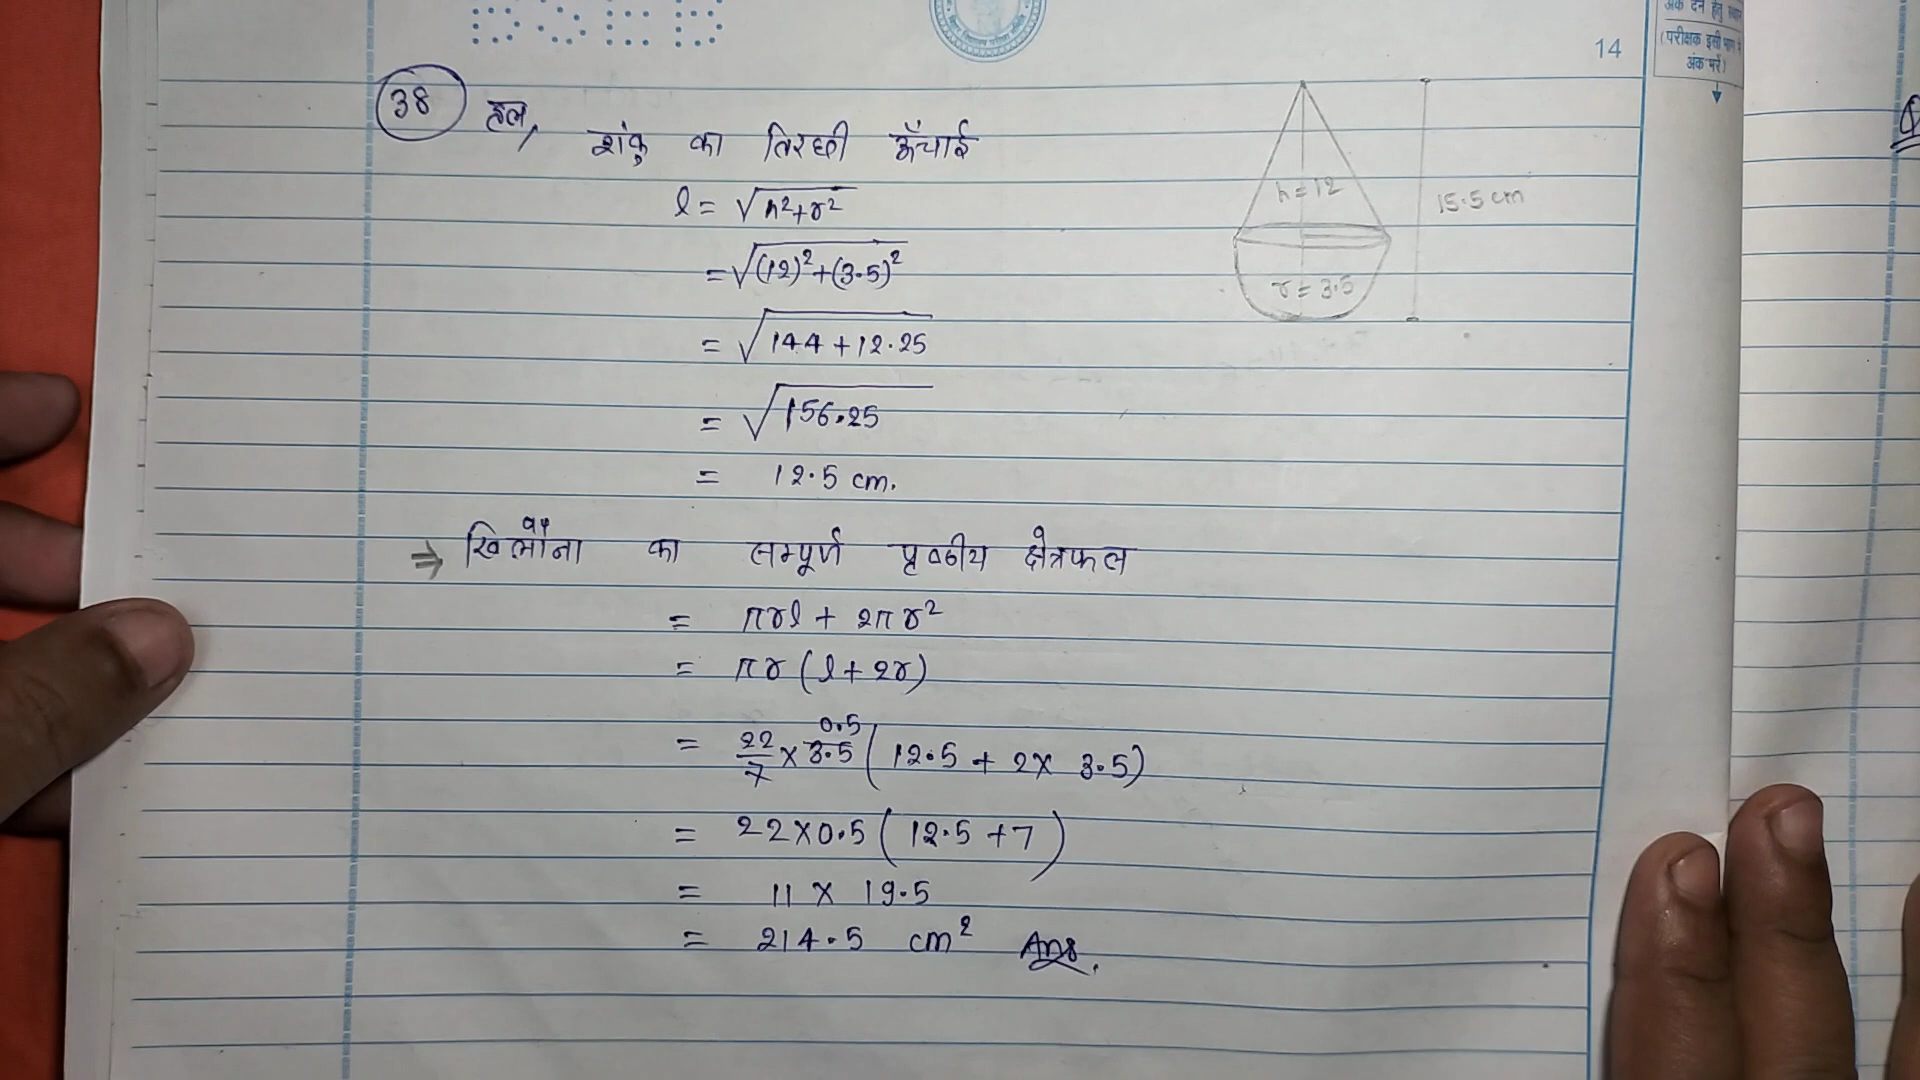 BSEB
14
अंक देने हेतु स्थान
(परीक्षक इसी भाग में
अंक भरें)
38 हल,
शंकु का तिरछी ऊँचाई
l = √h²+r²
= √(12)²+(3.5)²
= √144+12.25
= √156.25
= 12.5 cm.
h = 12
15.5 cm
r = 3.5
⇒ खिलौना का सम्पूर्ण पृष्ठीय क्षेत्रफल
= πrl + 2πr²
= πr (l+2r)
0.5
= 22/7 × 3.5 (12.5 + 2× 3.5)
= 22×0.5 (12.5 +7)
= 11 × 19.5
= 214.5 cm² Ans.